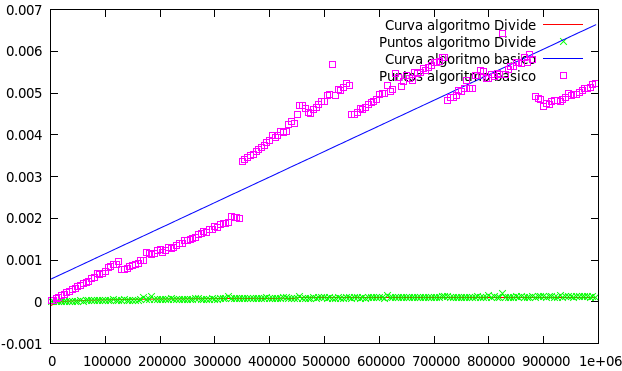 0.007
0.006
0.005
0.004
0.003
0.002
0.001
0
-0.001
0 100000 200000 300000 400000 500000 600000 700000 800000 900000 1e+06
Curva algoritmo Divide
Puntos algoritmo Divide
Curva algoritmo basico
Puntos algoritmo basico